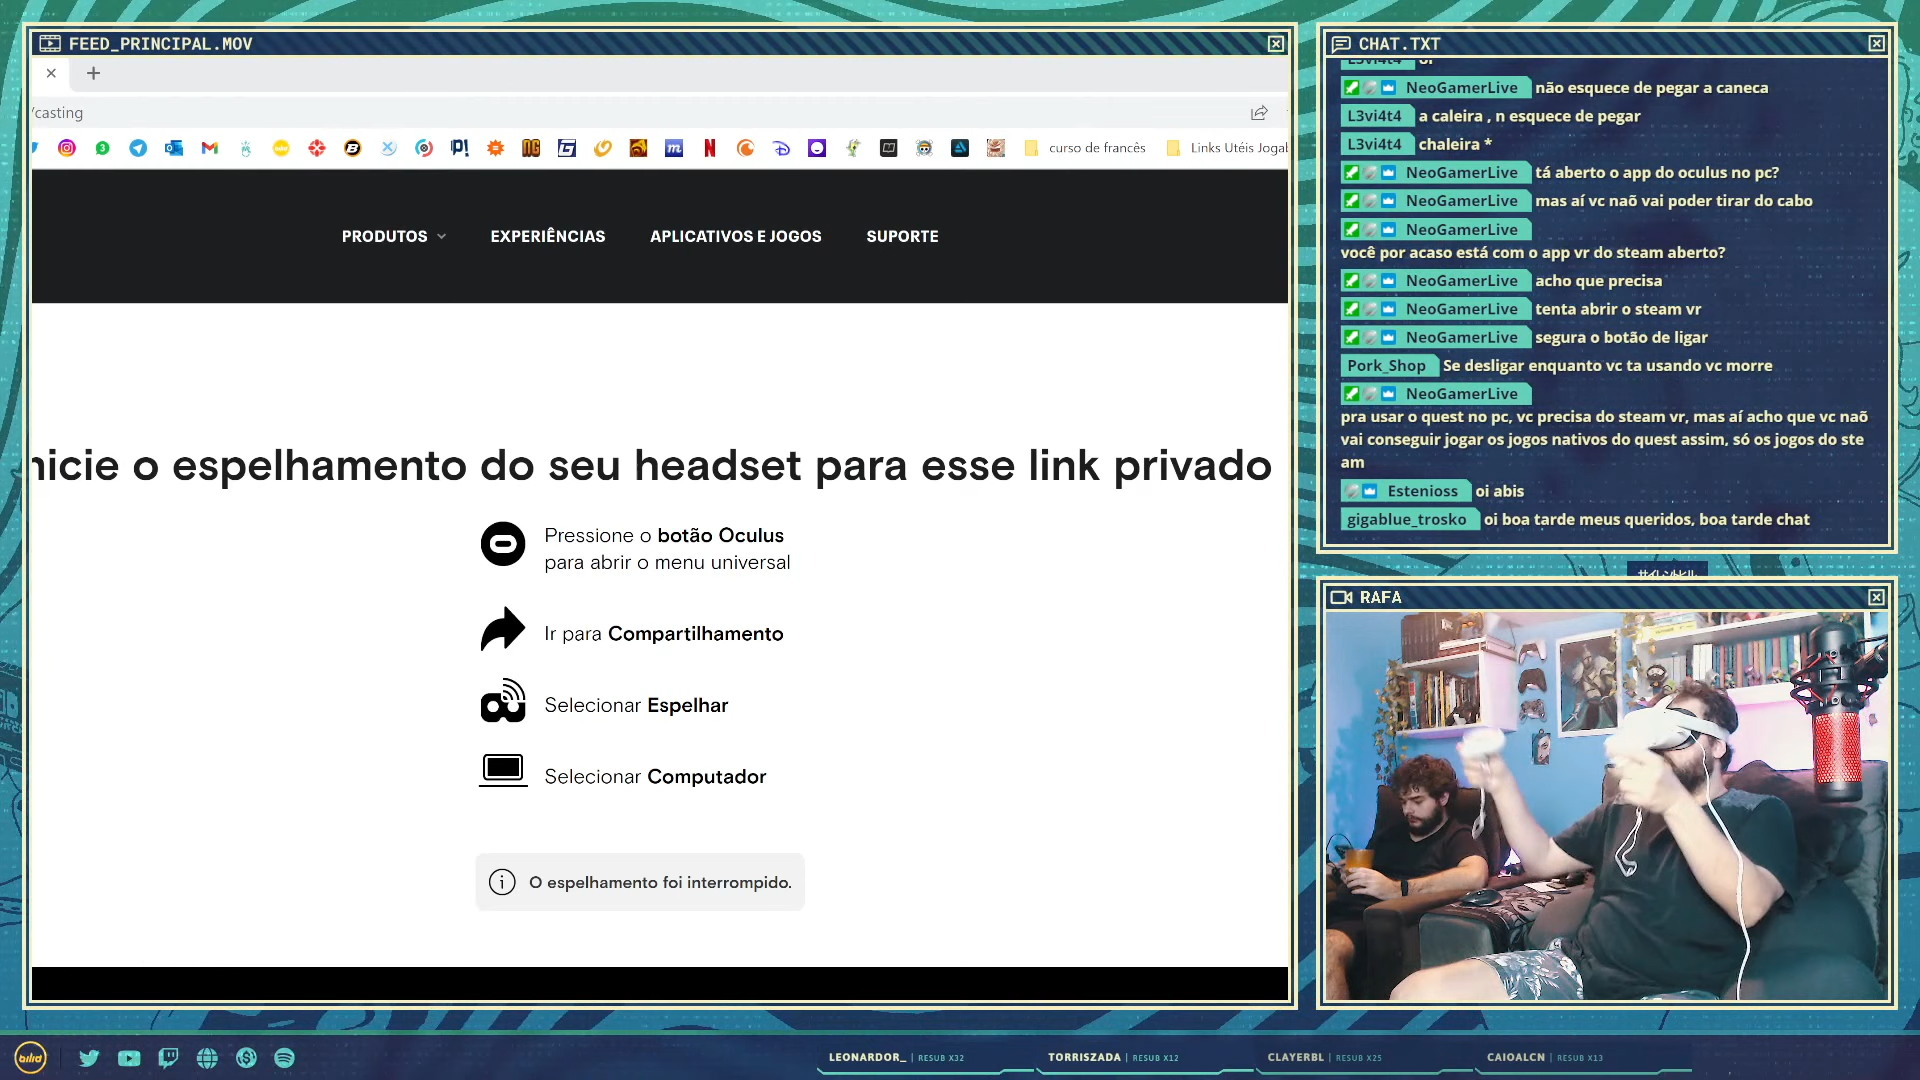 FEED_PRINCIPAL.MOV
/casting
curso de francês
Links Utéis Jogab
PRODUTOS
EXPERIÊNCIAS
APLICATIVOS E JOGOS
SUPORTE
nicie o espelhamento do seu headset para esse link privado
Pressione o botão Oculus
para abrir o menu universal
Ir para Compartilhamento
Selecionar Espelhar
Selecionar Computador
O espelhamento foi interrompido.
CHAT.TXT
L3vi4t4 oi
NeoGamerLive não esquece de pegar a caneca
L3vi4t4 a caleira , n esquece de pegar
L3vi4t4 chaleira *
NeoGamerLive tá aberto o app do oculus no pc?
NeoGamerLive mas aí vc naõ vai poder tirar do cabo
NeoGamerLive
você por acaso está com o app vr do steam aberto?
NeoGamerLive acho que precisa
NeoGamerLive tenta abrir o steam vr
NeoGamerLive segura o botão de ligar
Pork_Shop Se desligar enquanto vc ta usando vc morre
NeoGamerLive
pra usar o quest no pc, vc precisa do steam vr, mas aí acho que vc naõ
vai conseguir jogar os jogos nativos do quest assim, só os jogos do ste
am
Estenioss oi abis
gigablue_trosko oi boa tarde meus queridos, boa tarde chat
RAFA
bilid
LEONARDOR_ | RESUB X32
TORRISZADA | RESUB X12
CLAYERBL | RESUB X25
CAIOALCN | RESUB X13